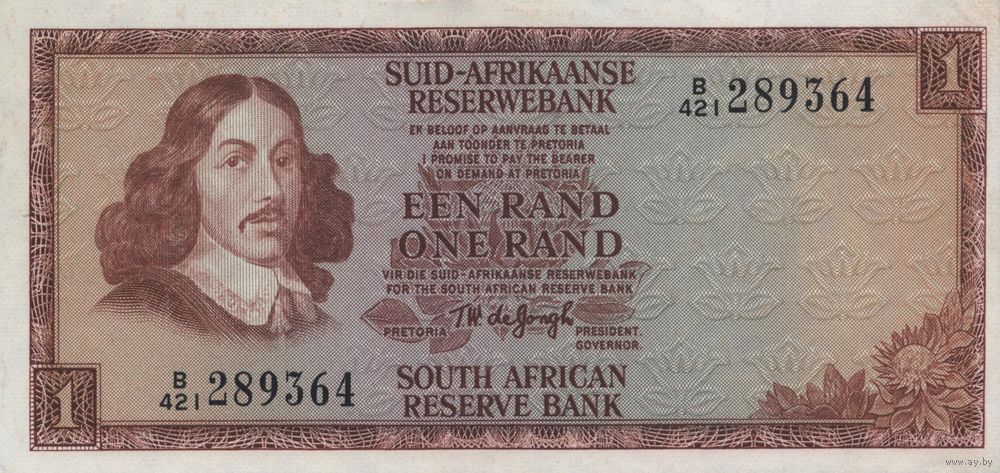 1
SUID-AFRIKAANSE
RESERWEBANK
B/421 289364
EK BELOOF OP AANVRAAG TE BETAAL
AAN TOONDER TE PRETORIA
I PROMISE TO PAY THE BEARER
ON DEMAND AT PRETORIA
EEN RAND
ONE RAND
VIR DIE SUID-AFRIKAANSE RESERWEBANK
FOR THE SOUTH AFRICAN RESERVE BANK
PRETORIA T.W. de Jongh PRESIDENT.
GOVERNOR.
1
B/421 289364
SOUTH AFRICAN
RESERVE BANK
www.ay.by